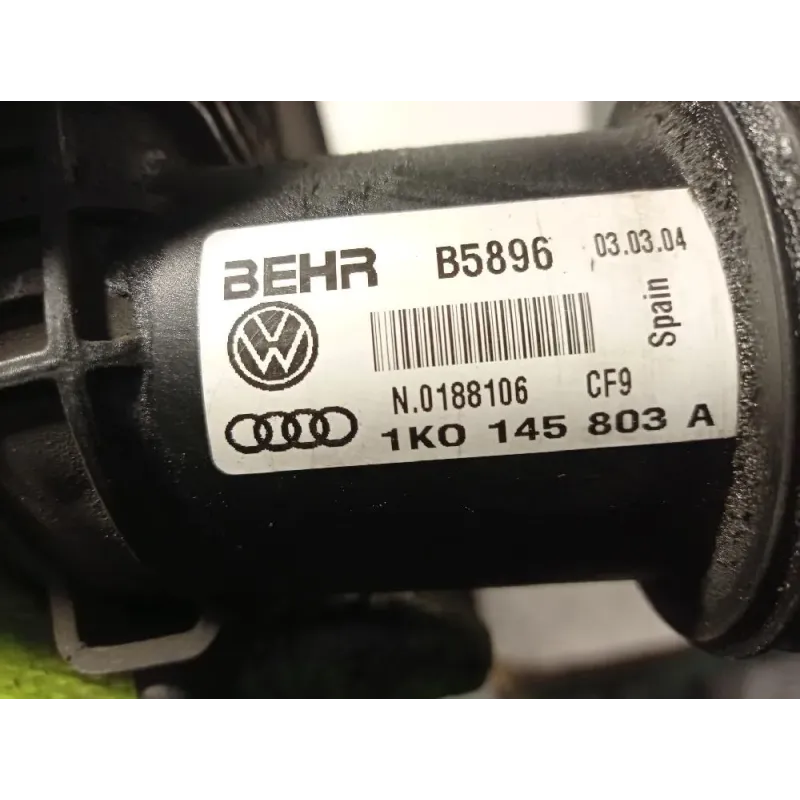 BEHR B5896 03.03.04
Spain
N.0188106 CF9
1K0 145 803 A